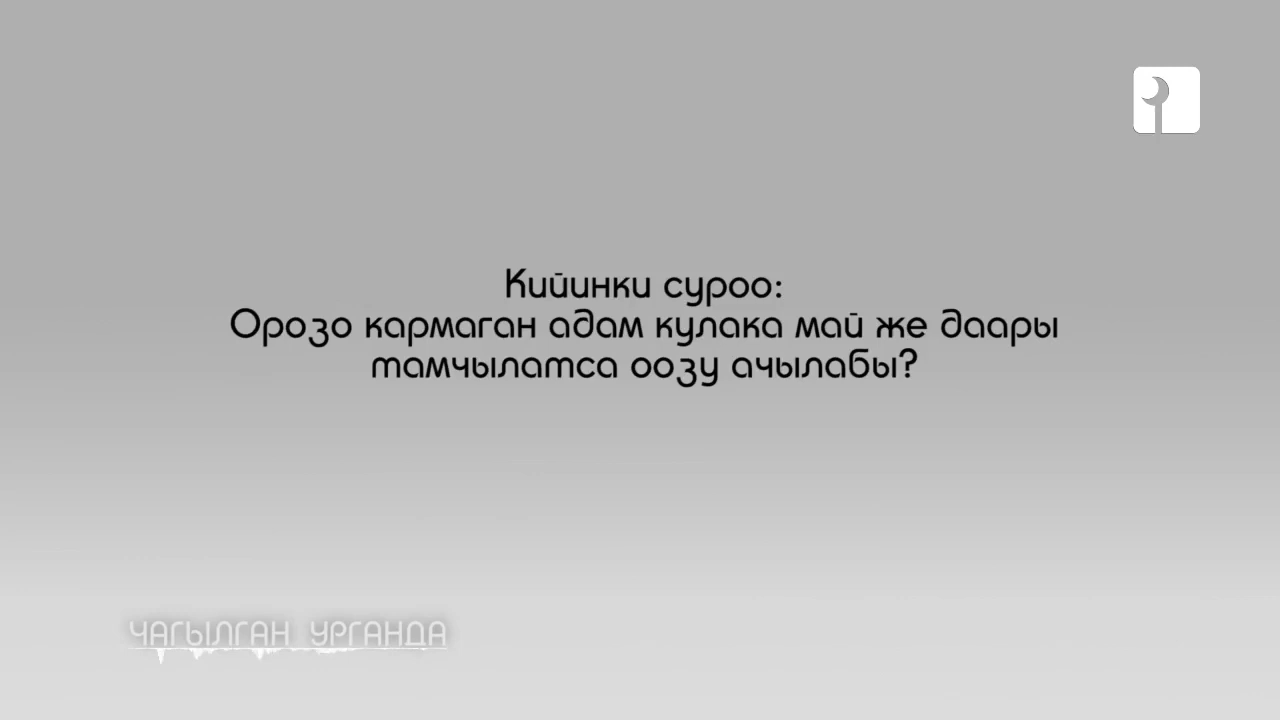 Кийинки суроо:
Орозо кармаган адам кулака май же даары
тамчылатса оозу ачылабы?
ЧАГЫЛГАН УРГАНДА